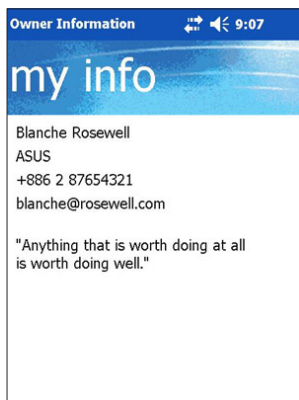 Owner Information 9:07
my info
Blanche Rosewell
ASUS
+886 2 87654321
blanche@rosewell.com
"Anything that is worth doing at all
is worth doing well."